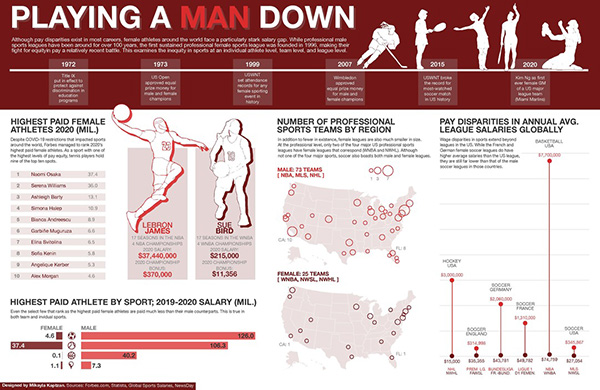 PLAYING A MAN DOWN
Although pay disparities exist in most careers, female athletes around the world face a particularly stark salary gap. While professional male
sports leagues have been around for over 100 years, the first sustained professional female sports league was founded in 1996, making their
fight for equity in pay a relatively recent battle. This examines the inequity in sports at an individual athlete level, team level, and league level.
1972
1973
1999
2007
2015
2020
Title IX
put in effect to
protect against
discrimination in
education
programs
US Open
approved equal
prize money for
male and female
champions
USWNT
set attendance
records for any
female sporting
event in
history
Wimbledon
approved equal
prize money for
male and female
champions
USWNT broke the
record for
most-watched
soccer match
in US history
Kim Ng as first
ever female GM
of a US major
league team
(Miami Marlins)
HIGHEST PAID FEMALE
ATHLETES 2020 (MIL.)
Despite COVID-19 restrictions that impacted sports
around the world, Forbes managed to rank 2020's
highest paid female athletes. As a sport with one of
the highest levels of pay equity, tennis players hold
nine of the top ten spots.
1 Naomi Osaka 37.4
2 Serena Williams 36.0
3 Ashleigh Barty 13.1
4 Simona Halep 10.9
5 Bianca Andreescu 8.9
6 Garbiñe Muguruza 6.6
7 Elina Svitolina 6.5
8 Sofia Kenin 5.8
9 Angelique Kerber 5.3
10 Alex Morgan 4.6
LEBRON
JAMES
17 SEASONS IN THE NBA
4 NBA CHAMPIONSHIPS
2020 SALARY:
$37,440,000
2020 CHAMPIONSHIP
BONUS:
$370,000
SUE
BIRD
17 SEASONS IN THE WNBA
4 WNBA CHAMPIONSHIPS
2020 SALARY:
$215,000
2020 CHAMPIONSHIP
BONUS:
$11,356
HIGHEST PAID ATHLETE BY SPORT; 2019-2020 SALARY (MIL.)
Even the select few that rank as the highest paid female athletes are paid much less than their male counterparts. This is true in
both team and individual sports.
FEMALE
MALE
4.6 126.0
37.4 106.3
0.1 40.2
1.1 7.3
NUMBER OF PROFESSIONAL
SPORTS TEAMS BY REGION
In addition to fewer in existence, female leagues are also much smaller in size.
At the professional level, only two of the four major US professional sports
leagues have female leagues that correspond (WNBA and NWHL). Although
not one of the four major sports, soccer also boasts both male and female leagues.
MALE: 73 TEAMS
[ NBA, MLS, NHL ]
1 2 3
CA: 10
FL: 6
FEMALE: 25 TEAMS
[ WNBA, NWSL, NWHL ]
CA: 1
PAY DISPARITIES IN ANNUAL AVG.
LEAGUE SALARIES GLOBALLY
Wage disparities in sports extend beyond
leagues in the US. While the French and
German female soccer leagues do have
higher average salaries than the US league,
they are still far lower than that of the male
soccer leagues in those countries.
BASKETBALL
USA
$7,700,000
HOCKEY
USA
SOCCER
GERMANY
SOCCER
FRANCE
SOCCER
ENGLAND
SOCCER
USA
$15,000
$43,731
$49,782
$74,759
$27,054
NHL
NWHL
PREM LG.
FAWSL
BUNDESLIGA
FR.-BUND.
LIGUE 1
D1 FEMEN.
NBA
WNBA
MLS
NWSL
Designed by Mikayla Kapitzan. Sources: Forbes.com, Statista, Global Sports Salaries, NewsDay